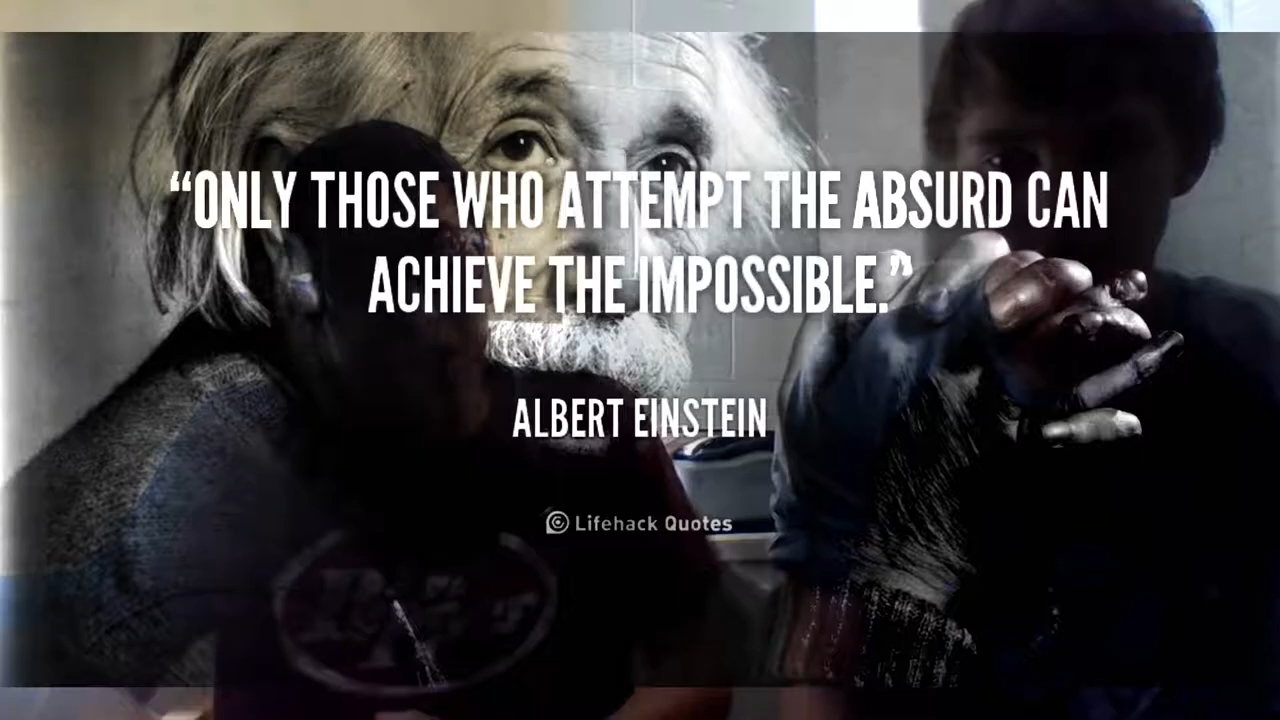 “ONLY THOSE WHO ATTEMPT THE ABSURD CAN
ACHIEVE THE IMPOSSIBLE.”
ALBERT EINSTEIN
Lifehack Quotes